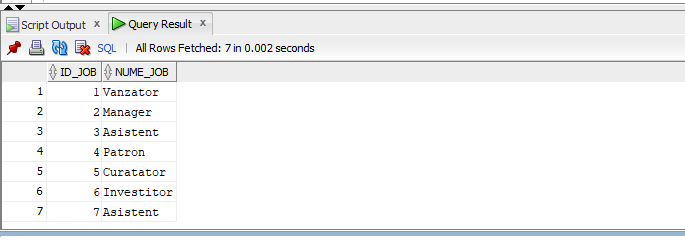 Script Output x Query Result x
SQL | All Rows Fetched: 7 in 0.002 seconds
ID_JOB NUME_JOB
1 1 Vanzator
2 2 Manager
3 3 Asistent
4 4 Patron
5 5 Curatator
6 6 Investitor
7 7 Asistent